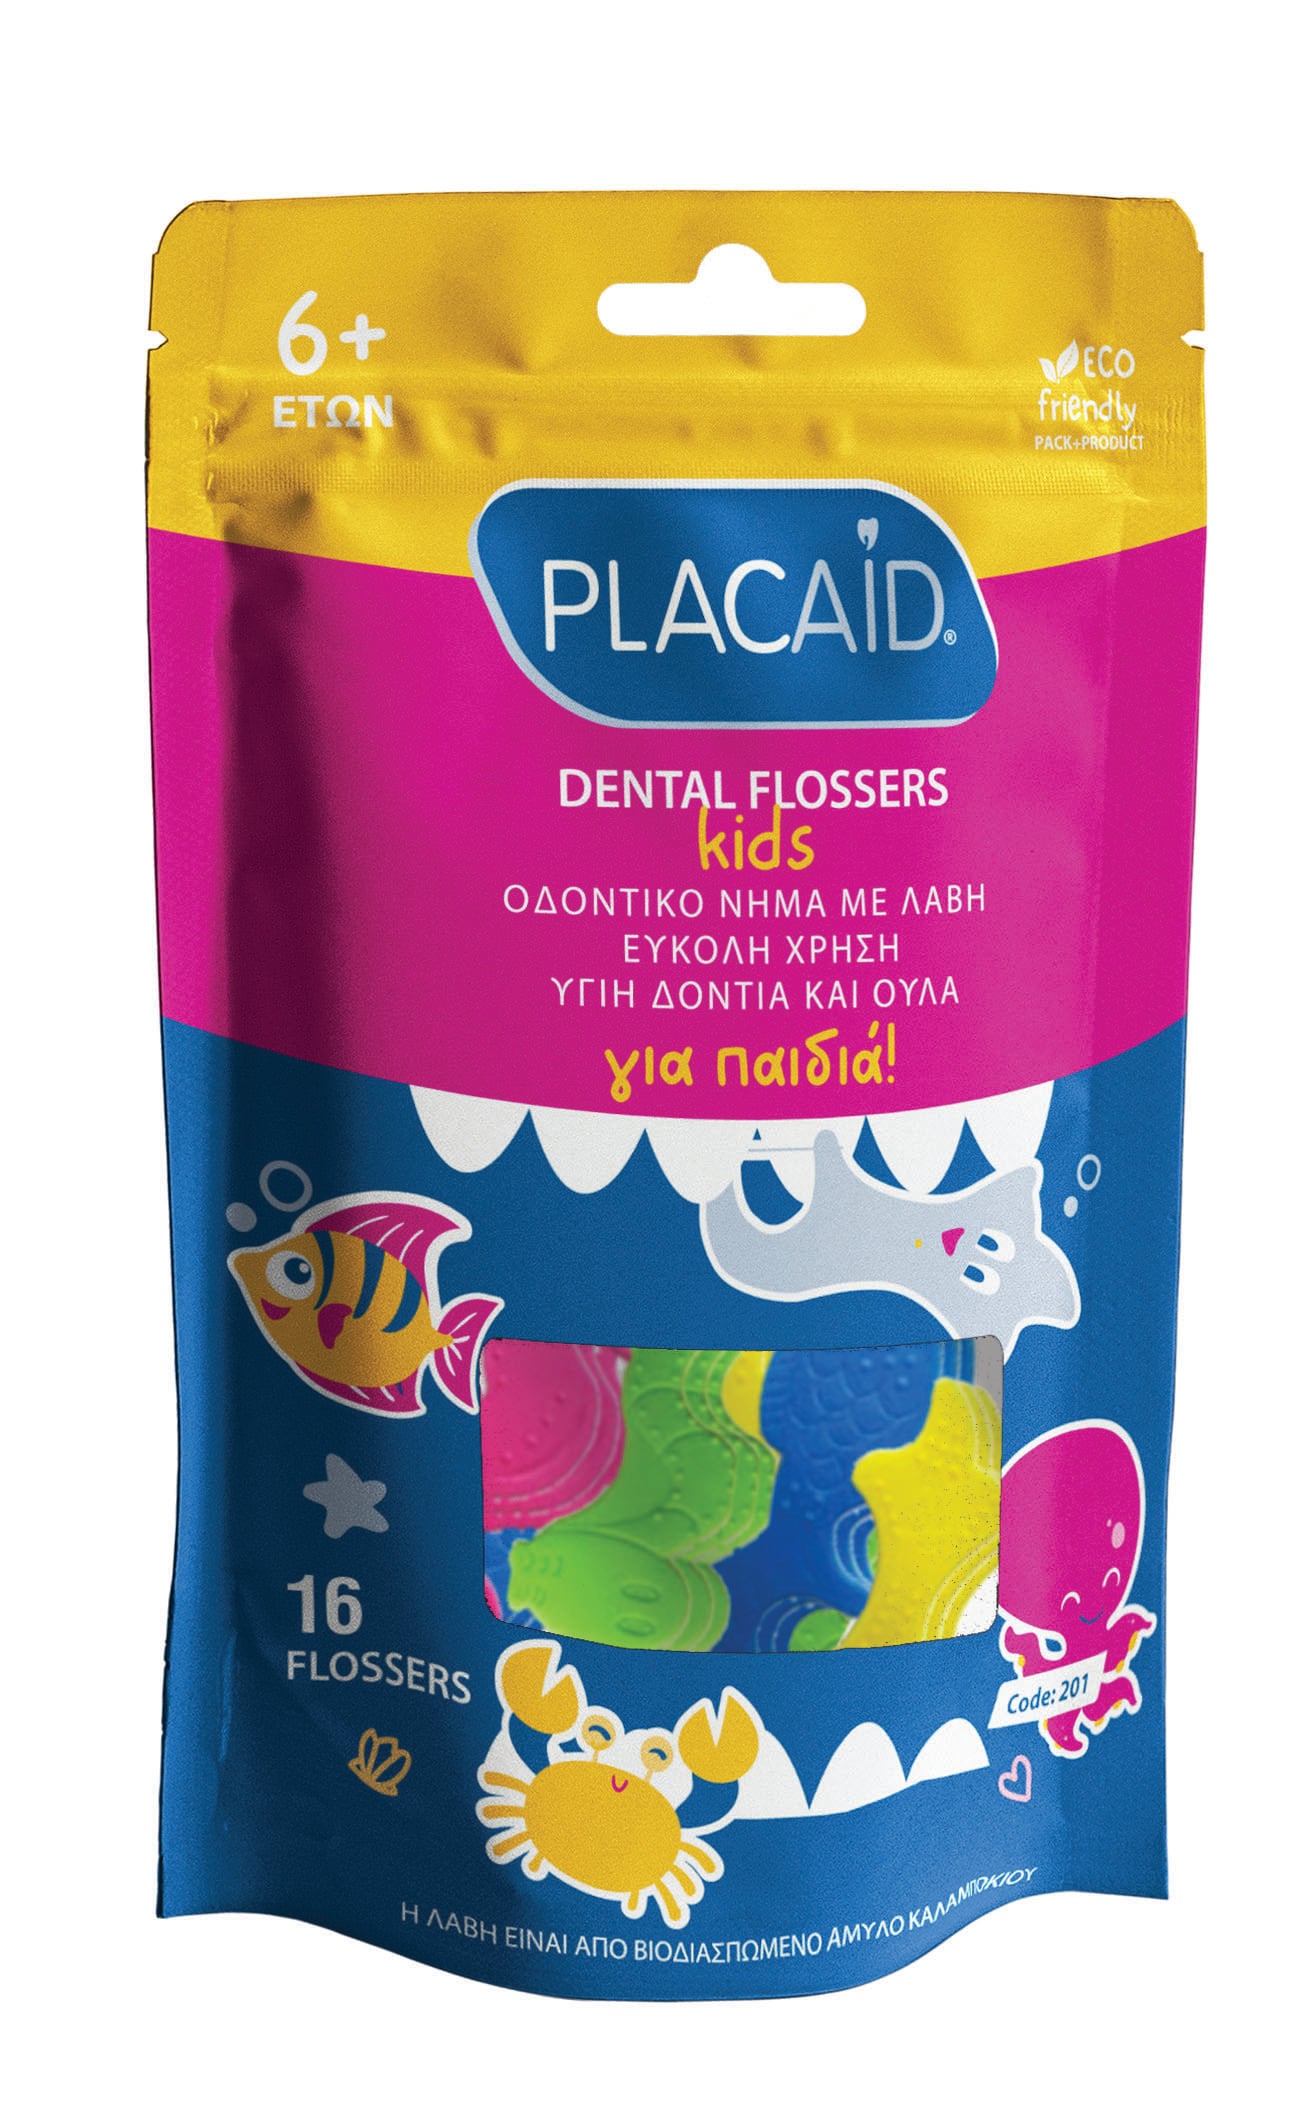 6+
ΕΤΩΝ
ECO
friendly
PACK+PRODUCT
PLACAID®
DENTAL FLOSSERS
kids
ΟΔΟΝΤΙΚΟ ΝΗΜΑ ΜΕ ΛΑΒΗ
ΕΥΚΟΛΗ ΧΡΗΣΗ
ΥΓΙΗ ΔΟΝΤΙΑ ΚΑΙ ΟΥΛΑ
για παιδιά!
16
FLOSSERS
Code: 201
Η ΛΑΒΗ ΕΙΝΑΙ ΑΠΟ ΒΙΟΔΙΑΣΠΩΜΕΝΟ ΑΜΥΛΟ ΚΑΛΑΜΠΟΚΙΟΥ